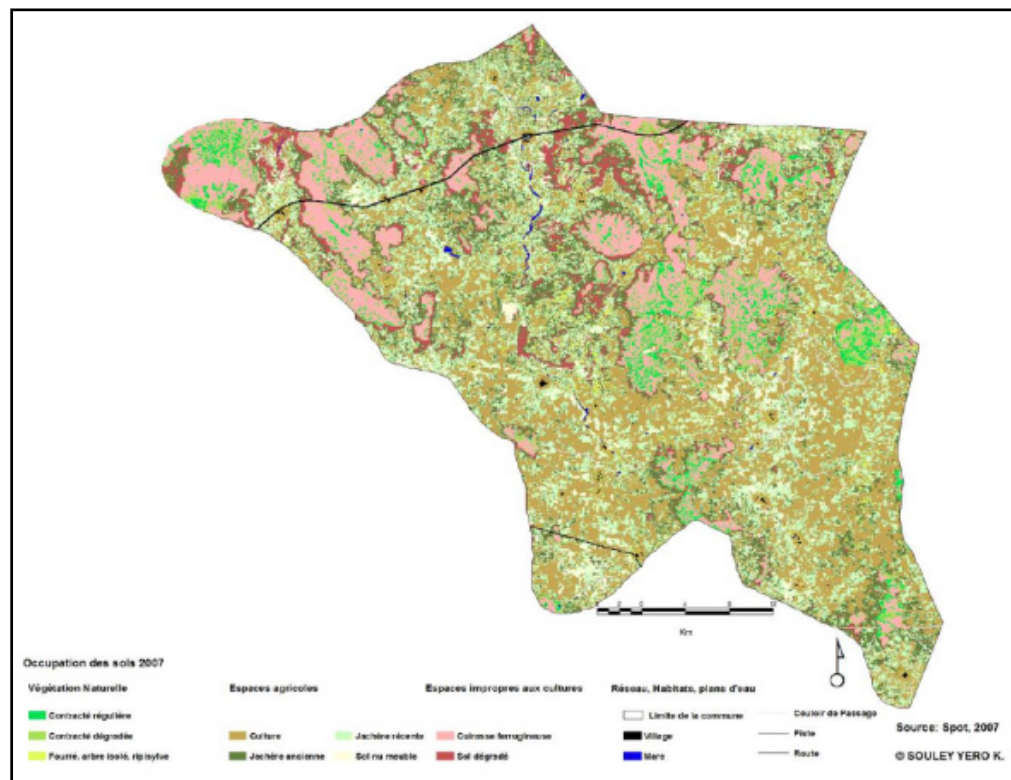 Km
Occupation des sols 2007
Végétation Naturelle
Contracté régulière
Contracté dégradée
Fourré, arbre isolé, ripisylve
Espaces agricoles
Culture
Jachère ancienne
Jachère récente
Sol nu meuble
Espaces impropres aux cultures
Cuirasse ferrugineuse
Sol dégradé
Réseau, Habitats, plans d'eau
Limite de la commune
Village
Mare
Couloir de Passage
Piste
Route
Source: Spot, 2007
© SOULEY YERO K.